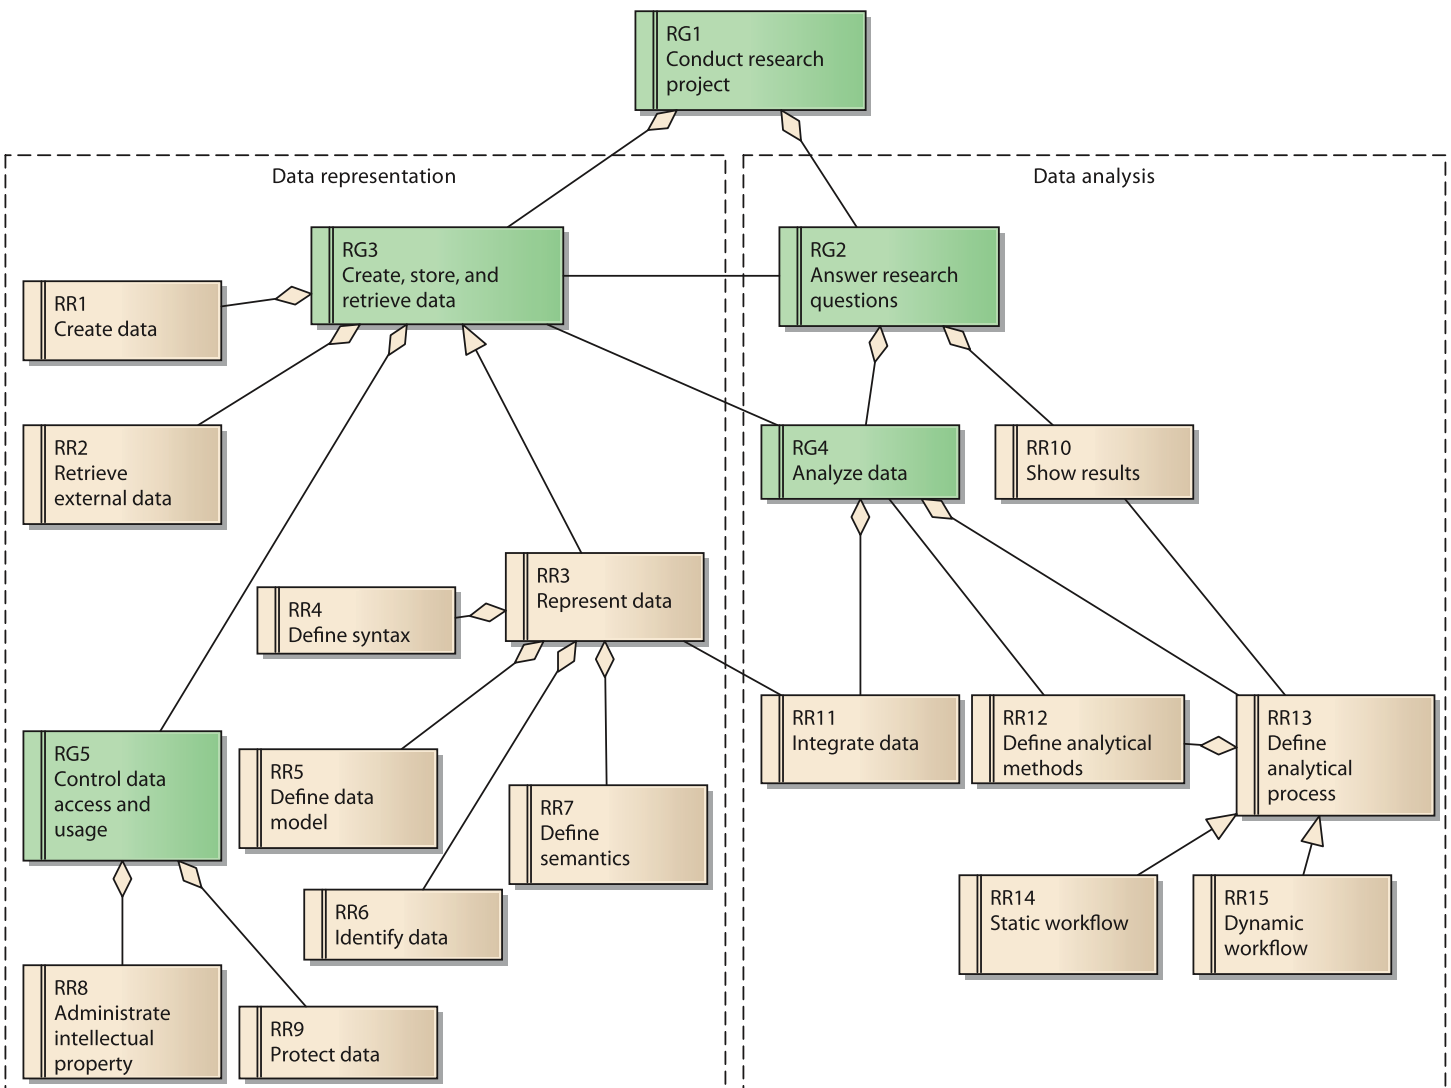 RG1
Conduct research
project
Data representation
Data analysis
RG3
Create, store, and
retrieve data
RG2
Answer research
questions
RR1
Create data
RR2
Retrieve
external data
RG4
Analyze data
RR10
Show results
RR3
Represent data
RR4
Define syntax
RG5
Control data
access and
usage
RR5
Define data
model
RR7
Define
semantics
RR11
Integrate data
RR12
Define analytical
methods
RR13
Define
analytical
process
RR6
Identify data
RR14
Static workflow
RR15
Dynamic
workflow
RR8
Administrate
intellectual
property
RR9
Protect data